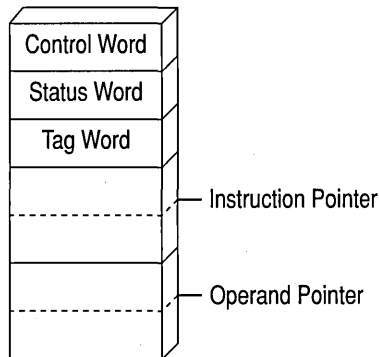 Control Word
Status Word
Tag Word
Instruction Pointer
Operand Pointer